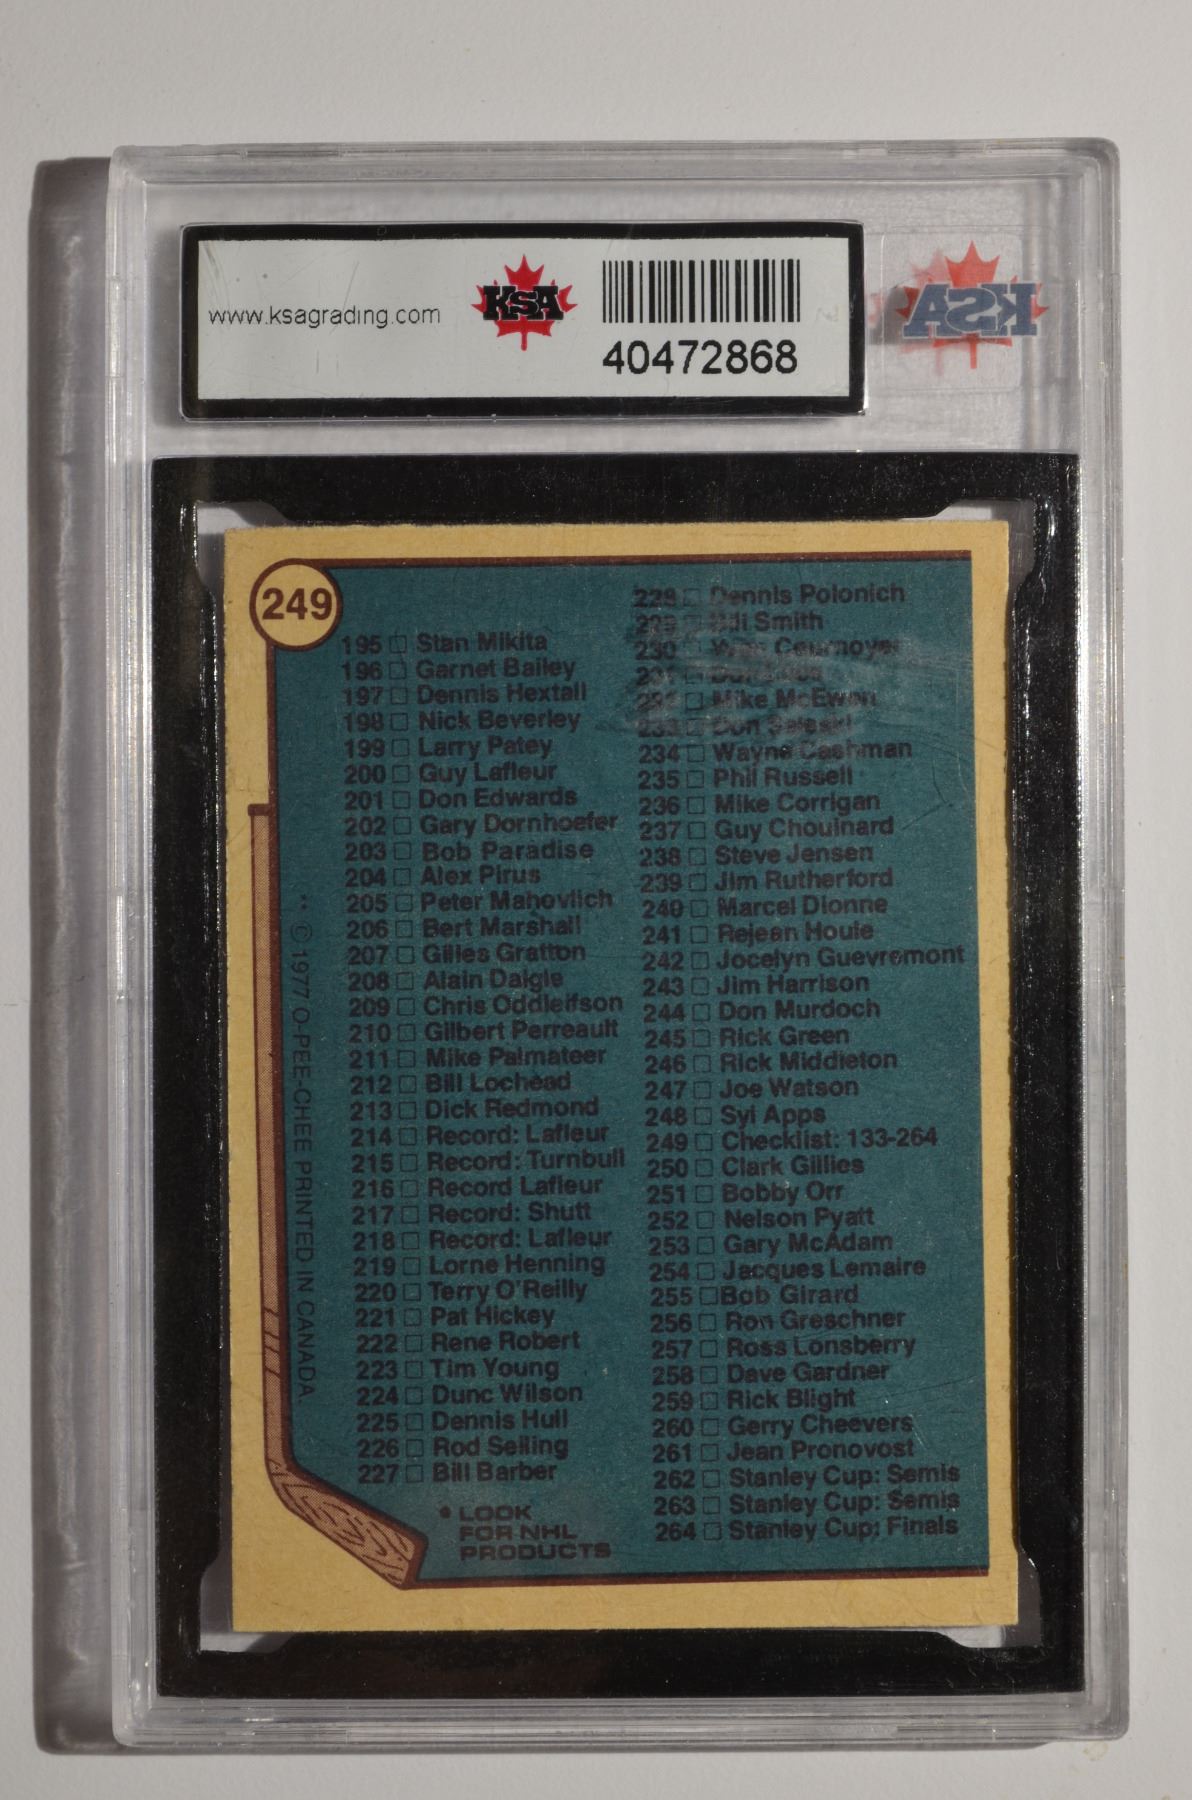 www.ksagrading.com
KSA
40472868
KSA
249
195 Stan Mikita
196 Garnet Bailey
197 Dennis Hextall
198 Nick Beverley
199 Larry Patey
200 Guy Lafleur
201 Don Edwards
202 Gary Dornhoefer
203 Bob Paradise
204 Alex Pirus
205 Peter Mahovlich
206 Bert Marshall
207 Gilles Gratton
208 Alain Daigle
209 Chris Oddleifson
210 Gilbert Perreault
211 Mike Palmateer
212 Bill Lochead
213 Dick Redmond
214 Record: Lafleur
215 Record: Turnbull
216 Record Lafleur
217 Record: Shutt
218 Record: Lafleur
219 Lorne Henning
220 Terry O'Reilly
221 Pat Hickey
222 Rene Robert
223 Tim Young
224 Dunc Wilson
225 Dennis Hull
226 Rod Seiling
227 Bill Barber
228 Dennis Polonich
229 Bill Smith
230 Yvan Cournoyer
231
232 Mike McEwen
233 Don Saleski
234 Wayne Cashman
235 Phil Russell
236 Mike Corrigan
237 Guy Chouinard
238 Steve Jensen
239 Jim Rutherford
240 Marcel Dionne
241 Rejean Houle
242 Jocelyn Guevremont
243 Jim Harrison
244 Don Murdoch
245 Rick Green
246 Rick Middleton
247 Joe Watson
248 Syl Apps
249 Checklist: 133-264
250 Clark Gillies
251 Bobby Orr
252 Nelson Pyatt
253 Gary McAdam
254 Jacques Lemaire
255 Bob Girard
256 Ron Greschner
257 Ross Lonsberry
258 Dave Gardner
259 Rick Blight
260 Gerry Cheevers
261 Jean Pronovost
262 Stanley Cup: Semis
263 Stanley Cup: Semis
264 Stanley Cup: Finals
• LOOK
FOR NHL
PRODUCTS
** © 1977 O-PEE-CHEE PRINTED IN CANADA